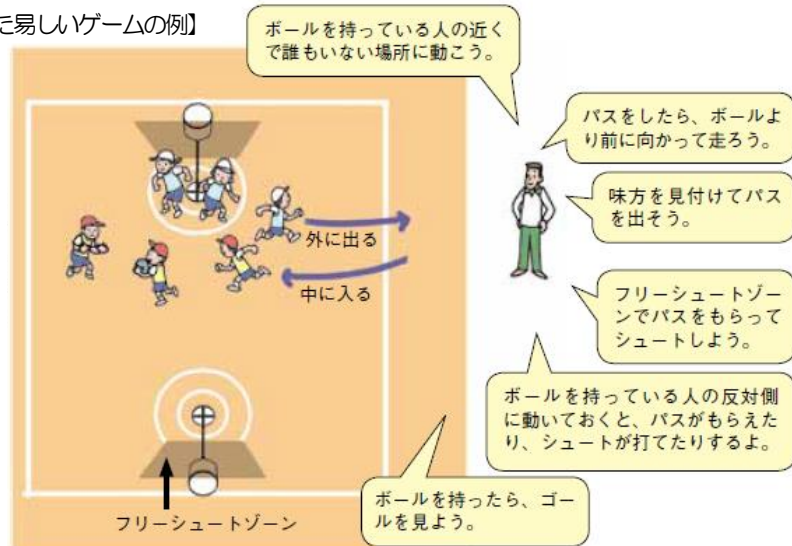 た易しいゲームの例】
ボールを持っている人の近く
で誰もいない場所に動こう。
パスをしたら、ボールよ
り前に向かって走ろう。
味方を見付けてパス
を出そう。
外に出る
中に入る
フリーシュートゾー
ンでパスをもらって
シュートしよう。
ボールを持っている人の反対側
に動いておくと、パスがもらえた
り、シュートが打てたりするよ。
ボールを持ったら、ゴー
ルを見よう。
フリーシュートゾーン